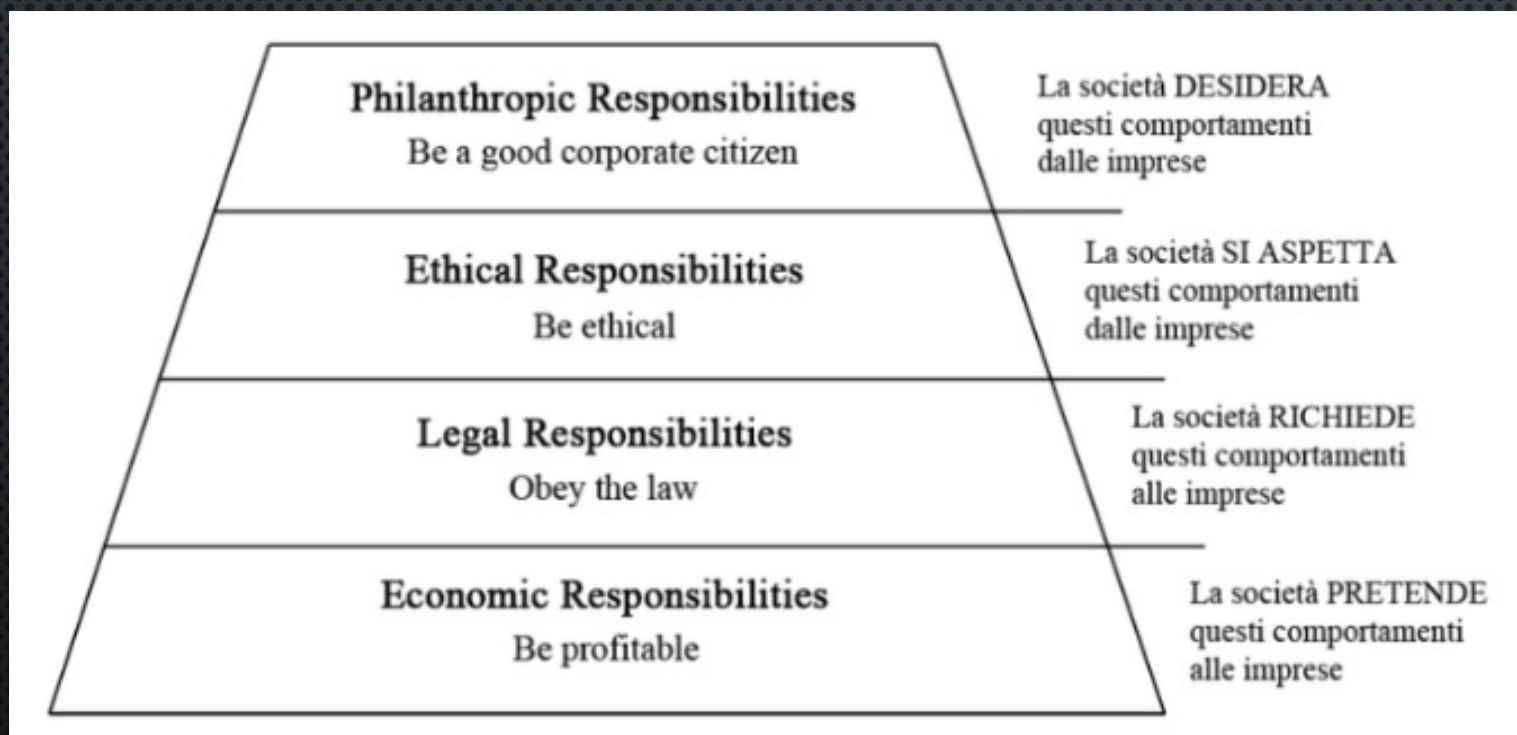 Philanthropic Responsibilities
Be a good corporate citizen
La società DESIDERA
questi comportamenti
dalle imprese
Ethical Responsibilities
Be ethical
La società SI ASPETTA
questi comportamenti
dalle imprese
Legal Responsibilities
Obey the law
La società RICHIEDE
questi comportamenti
alle imprese
Economic Responsibilities
Be profitable
La società PRETENDE
questi comportamenti
alle imprese